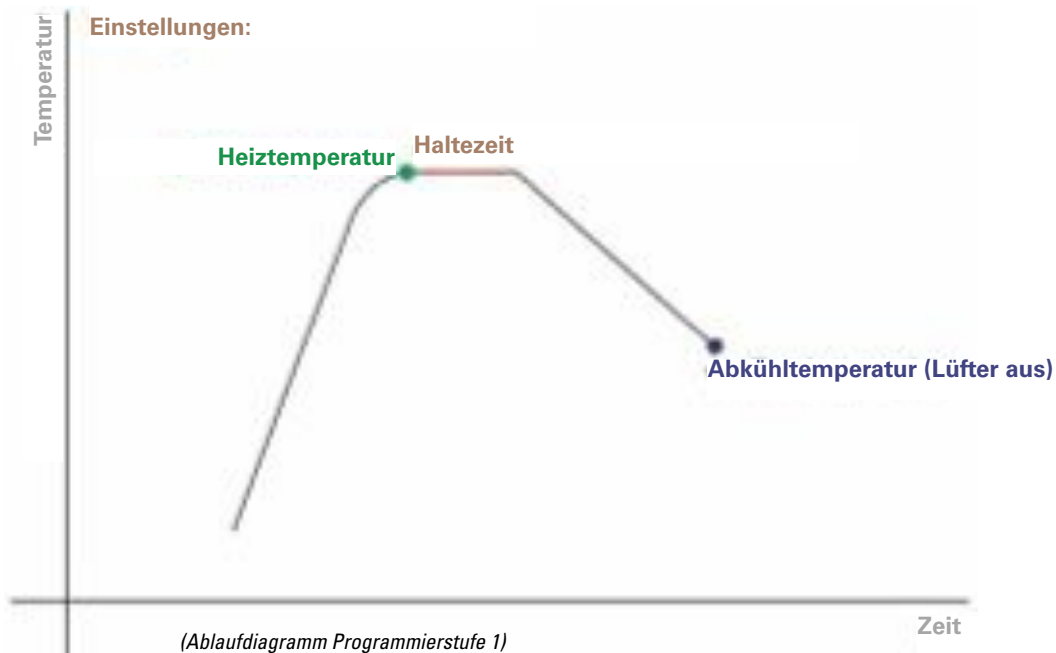 Einstellungen:
Temperatur
Haltezeit
Heiztemperatur
Abkühltemperatur (Lüfter aus)
Zeit
(Ablaufdiagramm Programmierstufe 1)